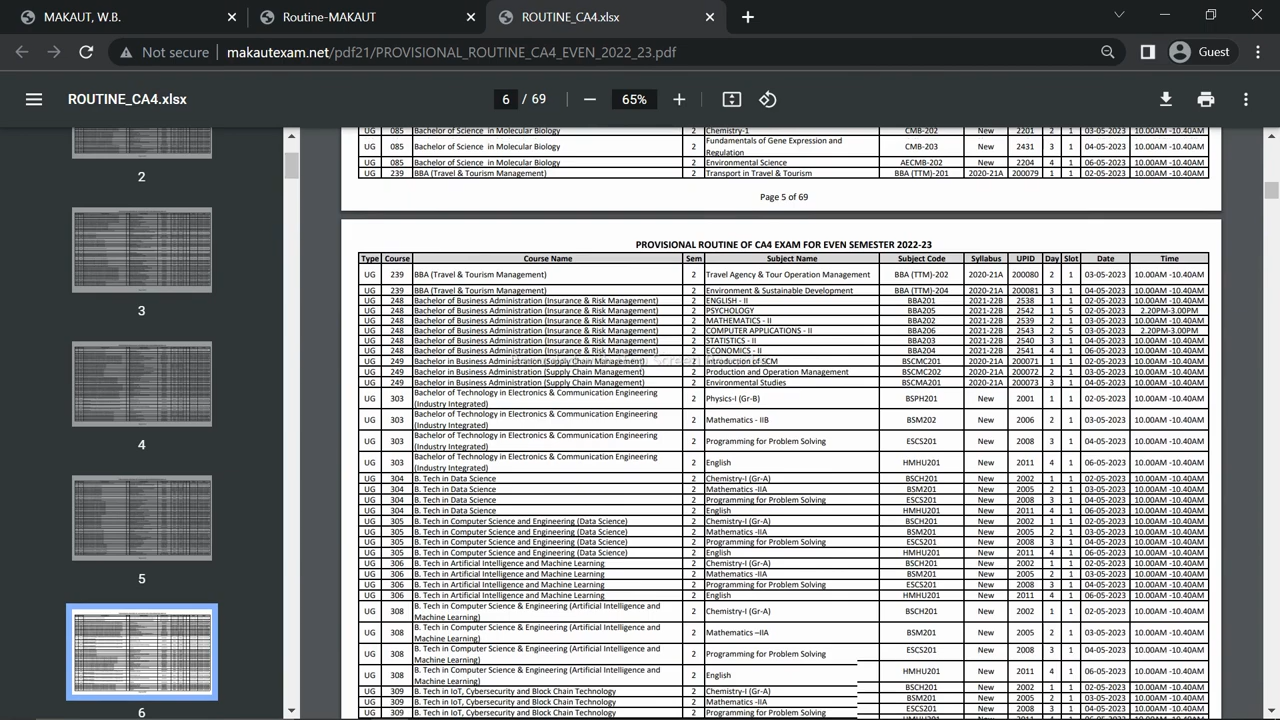 MAKAUT, W.B.
Routine-MAKAUT
ROUTINE_CA4.xlsx
Not secure
makautexam.net/pdf21/PROVISIONAL_ROUTINE_CA4_EVEN_2022_23.pdf
Guest
ROUTINE_CA4.xlsx
6 / 69
65%
2
3
4
5
6
UG 085 Bachelor of Science in Molecular Biology 2 Chemistry-1 CMB-202 New 2201 2 1 03-05-2023 10.00AM -10.40AM
UG 085 Bachelor of Science in Molecular Biology 2 Fundamentals of Gene Expression and Regulation CMB-203 New 2431 3 1 04-05-2023 10.00AM -10.40AM
UG 085 Bachelor of Science in Molecular Biology 2 Environmental Science AECMB-202 New 2204 4 1 06-05-2023 10.00AM -10.40AM
UG 239 BBA (Travel & Tourism Management) 2 Transport in Travel & Tourism BBA (TTM)-201 2020-21A 200079 1 1 02-05-2023 10.00AM -10.40AM
Page 5 of 69
PROVISIONAL ROUTINE OF CA4 EXAM FOR EVEN SEMESTER 2022-23
Type Course Course Name Sem Subject Name Subject Code Syllabus UPID Day Slot Date Time
UG 239 BBA (Travel & Tourism Management) 2 Travel Agency & Tour Operation Management BBA (TTM)-202 2020-21A 200080 2 1 03-05-2023 10.00AM -10.40AM
UG 239 BBA (Travel & Tourism Management) 2 Environment & Sustainable Development BBA (TTM)-204 2020-21A 200081 3 1 04-05-2023 10.00AM -10.40AM
UG 248 Bachelor of Business Administration (Insurance & Risk Management) 2 ENGLISH - II BBA201 2021-22B 2538 1 1 02-05-2023 10.00AM -10.40AM
UG 248 Bachelor of Business Administration (Insurance & Risk Management) 2 PSYCHOLOGY BBA205 2021-22B 2542 1 5 02-05-2023 2.20PM-3.00PM
UG 248 Bachelor of Business Administration (Insurance & Risk Management) 2 MATHEMATICS - II BBA202 2021-22B 2539 2 1 03-05-2023 10.00AM -10.40AM
UG 248 Bachelor of Business Administration (Insurance & Risk Management) 2 COMPUTER APPLICATIONS - II BBA206 2021-22B 2543 2 5 03-05-2023 2.20PM-3.00PM
UG 248 Bachelor of Business Administration (Insurance & Risk Management) 2 STATISTICS - II BBA203 2021-22B 2540 3 1 04-05-2023 10.00AM -10.40AM
UG 248 Bachelor of Business Administration (Insurance & Risk Management) 2 ECONOMICS - II BBA204 2021-22B 2541 4 1 06-05-2023 10.00AM -10.40AM
UG 249 Bachelor in Business Administration (Supply Chain Management) 2 Introduction of SCM BSCMC201 2020-21A 200071 1 1 02-05-2023 10.00AM -10.40AM
UG 249 Bachelor in Business Administration (Supply Chain Management) 2 Production and Operation Management BSCMC202 2020-21A 200072 2 1 03-05-2023 10.00AM -10.40AM
UG 249 Bachelor in Business Administration (Supply Chain Management) 2 Environmental Studies BSCMA201 2020-21A 200073 3 1 04-05-2023 10.00AM -10.40AM
UG 303 Bachelor of Technology in Electronics & Communication Engineering (Industry Integrated) 2 Physics-I (Gr-B) BSPH201 New 2001 1 1 02-05-2023 10.00AM -10.40AM
UG 303 Bachelor of Technology in Electronics & Communication Engineering (Industry Integrated) 2 Mathematics - IIB BSM202 New 2006 2 1 03-05-2023 10.00AM -10.40AM
UG 303 Bachelor of Technology in Electronics & Communication Engineering (Industry Integrated) 2 Programming for Problem Solving ESCS201 New 2008 3 1 04-05-2023 10.00AM -10.40AM
UG 303 Bachelor of Technology in Electronics & Communication Engineering (Industry Integrated) 2 English HMHU201 New 2011 4 1 06-05-2023 10.00AM -10.40AM
UG 304 B. Tech in Data Science 2 Chemistry-I (Gr-A) BSCH201 New 2002 1 1 02-05-2023 10.00AM -10.40AM
UG 304 B. Tech in Data Science 2 Mathematics -IIA BSM201 New 2005 2 1 03-05-2023 10.00AM -10.40AM
UG 304 B. Tech in Data Science 2 Programming for Problem Solving ESCS201 New 2008 3 1 04-05-2023 10.00AM -10.40AM
UG 304 B. Tech in Data Science 2 English HMHU201 New 2011 4 1 06-05-2023 10.00AM -10.40AM
UG 305 B. Tech in Computer Science and Engineering (Data Science) 2 Chemistry-I (Gr-A) BSCH201 New 2002 1 1 02-05-2023 10.00AM -10.40AM
UG 305 B. Tech in Computer Science and Engineering (Data Science) 2 Mathematics -IIA BSM201 New 2005 2 1 03-05-2023 10.00AM -10.40AM
UG 305 B. Tech in Computer Science and Engineering (Data Science) 2 Programming for Problem Solving ESCS201 New 2008 3 1 04-05-2023 10.00AM -10.40AM
UG 305 B. Tech in Computer Science and Engineering (Data Science) 2 English HMHU201 New 2011 4 1 06-05-2023 10.00AM -10.40AM
UG 306 B. Tech in Artificial Intelligence and Machine Learning 2 Chemistry-I (Gr-A) BSCH201 New 2002 1 1 02-05-2023 10.00AM -10.40AM
UG 306 B. Tech in Artificial Intelligence and Machine Learning 2 Mathematics -IIA BSM201 New 2005 2 1 03-05-2023 10.00AM -10.40AM
UG 306 B. Tech in Artificial Intelligence and Machine Learning 2 Programming for Problem Solving ESCS201 New 2008 3 1 04-05-2023 10.00AM -10.40AM
UG 306 B. Tech in Artificial Intelligence and Machine Learning 2 English HMHU201 New 2011 4 1 06-05-2023 10.00AM -10.40AM
UG 308 B. Tech in Computer Science & Engineering (Artificial Intelligence and Machine Learning) 2 Chemistry-I (Gr-A) BSCH201 New 2002 1 1 02-05-2023 10.00AM -10.40AM
UG 308 B. Tech in Computer Science & Engineering (Artificial Intelligence and Machine Learning) 2 Mathematics –IIA BSM201 New 2005 2 1 03-05-2023 10.00AM -10.40AM
UG 308 B. Tech in Computer Science & Engineering (Artificial Intelligence and Machine Learning) 2 Programming for Problem Solving ESCS201 New 2008 3 1 04-05-2023 10.00AM -10.40AM
UG 308 B. Tech in Computer Science & Engineering (Artificial Intelligence and Machine Learning) 2 English HMHU201 New 2011 4 1 06-05-2023 10.00AM -10.40AM
UG 309 B. Tech in IoT, Cybersecurity and Block Chain Technology 2 Chemistry-I (Gr-A) BSCH201 New 2002 1 1 02-05-2023 10.00AM -10.40AM
UG 309 B. Tech in IoT, Cybersecurity and Block Chain Technology 2 Mathematics -IIA BSM201 New 2005 2 1 03-05-2023 10.00AM -10.40AM
UG 309 B. Tech in IoT, Cybersecurity and Block Chain Technology 2 Programming for Problem Solving ESCS201 New 2008 3 1 04-05-2023 10.00AM -10.40AM